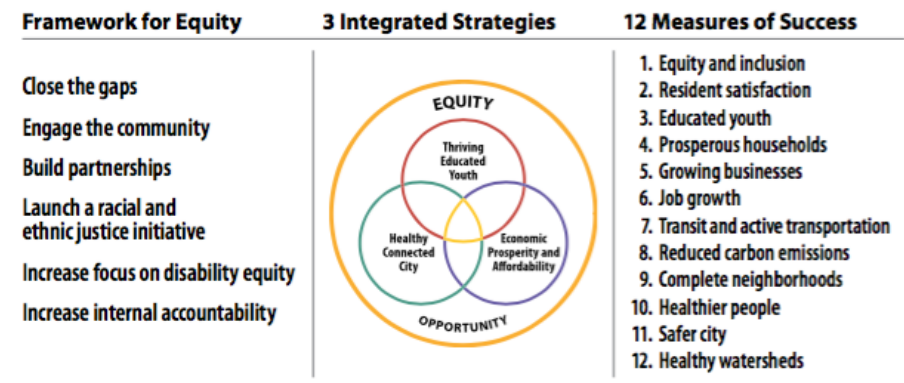 Framework for Equity
3 Integrated Strategies
12 Measures of Success
Close the gaps
Engage the community
Build partnerships
Launch a racial and
ethnic justice initiative
Increase focus on disability equity
Increase internal accountability
EQUITY
Thriving
Educated
Youth
Healthy
Connected
City
Economic
Prosperity and
Affordability
OPPORTUNITY
1. Equity and inclusion
2. Resident satisfaction
3. Educated youth
4. Prosperous households
5. Growing businesses
6. Job growth
7. Transit and active transportation
8. Reduced carbon emissions
9. Complete neighborhoods
10. Healthier people
11. Safer city
12. Healthy watersheds